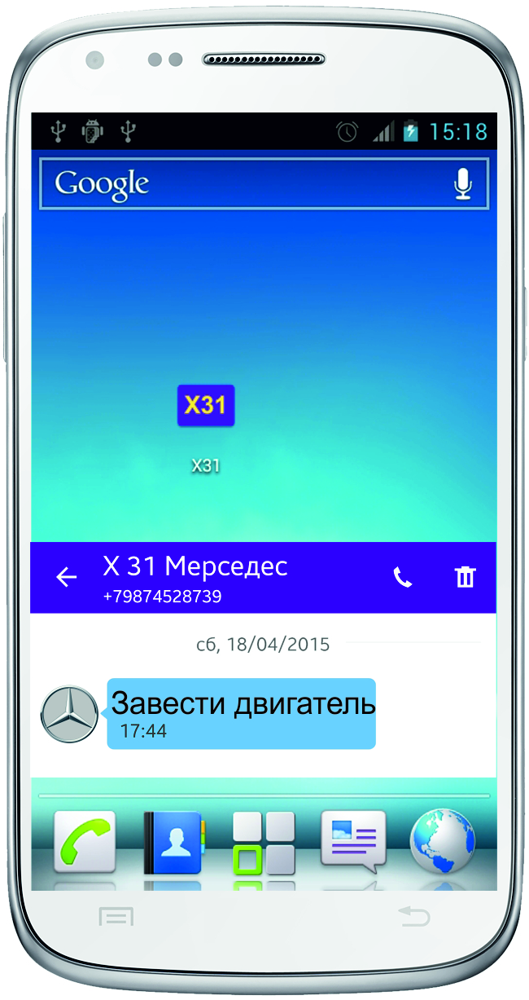 15:18
Google
X31
X31
X 31 Мерседес
+79874528739
сб, 18/04/2015
Завести двигатель
17:44